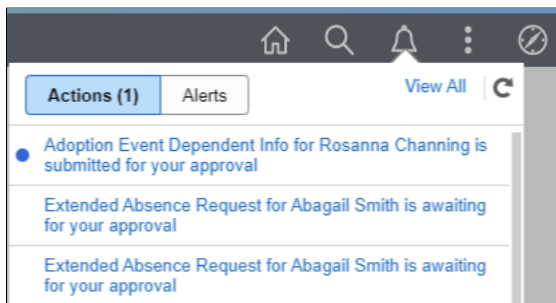 Actions (1)
Alerts
View All
Adoption Event Dependent Info for Rosanna Channing is
submitted for your approval
Extended Absence Request for Abagail Smith is awaiting
for your approval
Extended Absence Request for Abagail Smith is awaiting
for your approval